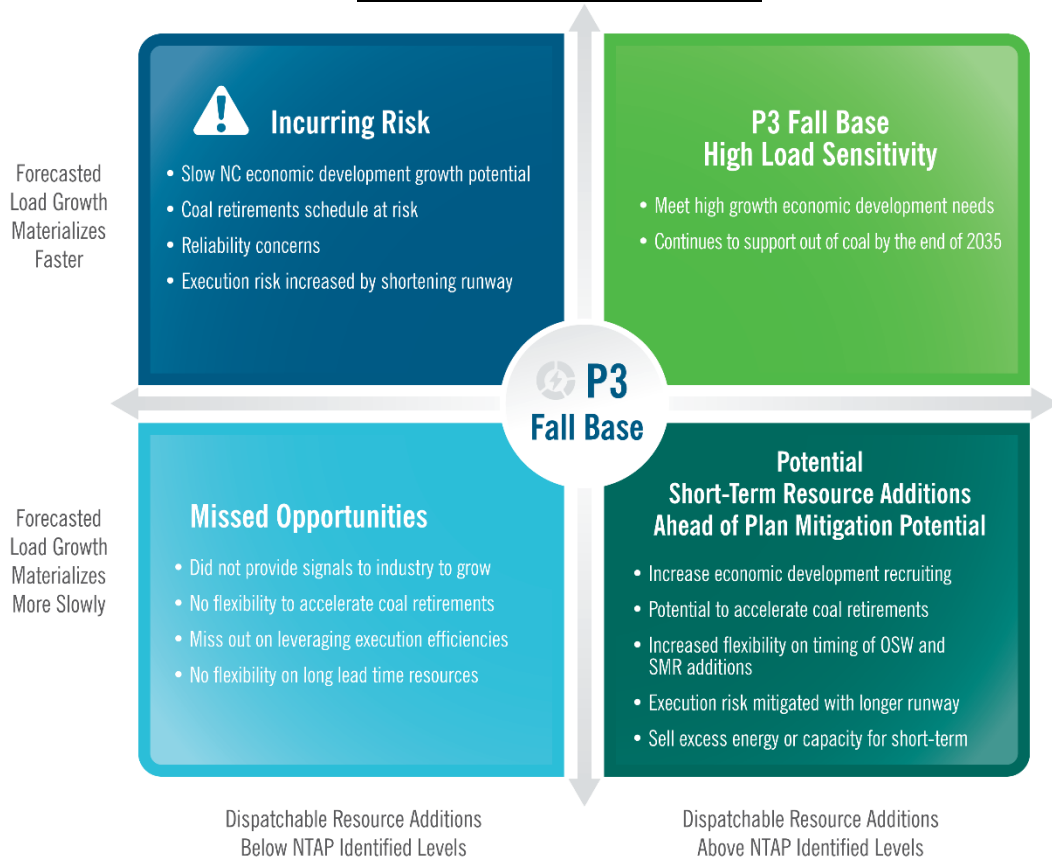 Forecasted
Load Growth
Materializes
Faster
Incurring Risk
• Slow NC economic development growth potential
• Coal retirements schedule at risk
• Reliability concerns
• Execution risk increased by shortening runway
P3 Fall Base
High Load Sensitivity
• Meet high growth economic development needs
• Continues to support out of coal by the end of 2035
P3
Fall Base
Forecasted
Load Growth
Materializes
More Slowly
Missed Opportunities
• Did not provide signals to industry to grow
• No flexibility to accelerate coal retirements
• Miss out on leveraging execution efficiencies
• No flexibility on long lead time resources
Potential
Short-Term Resource Additions
Ahead of Plan Mitigation Potential
• Increase economic development recruiting
• Potential to accelerate coal retirements
• Increased flexibility on timing of OSW and
SMR additions
• Execution risk mitigated with longer runway
• Sell excess energy or capacity for short-term
Dispatchable Resource Additions
Below NTAP Identified Levels
Dispatchable Resource Additions
Above NTAP Identified Levels